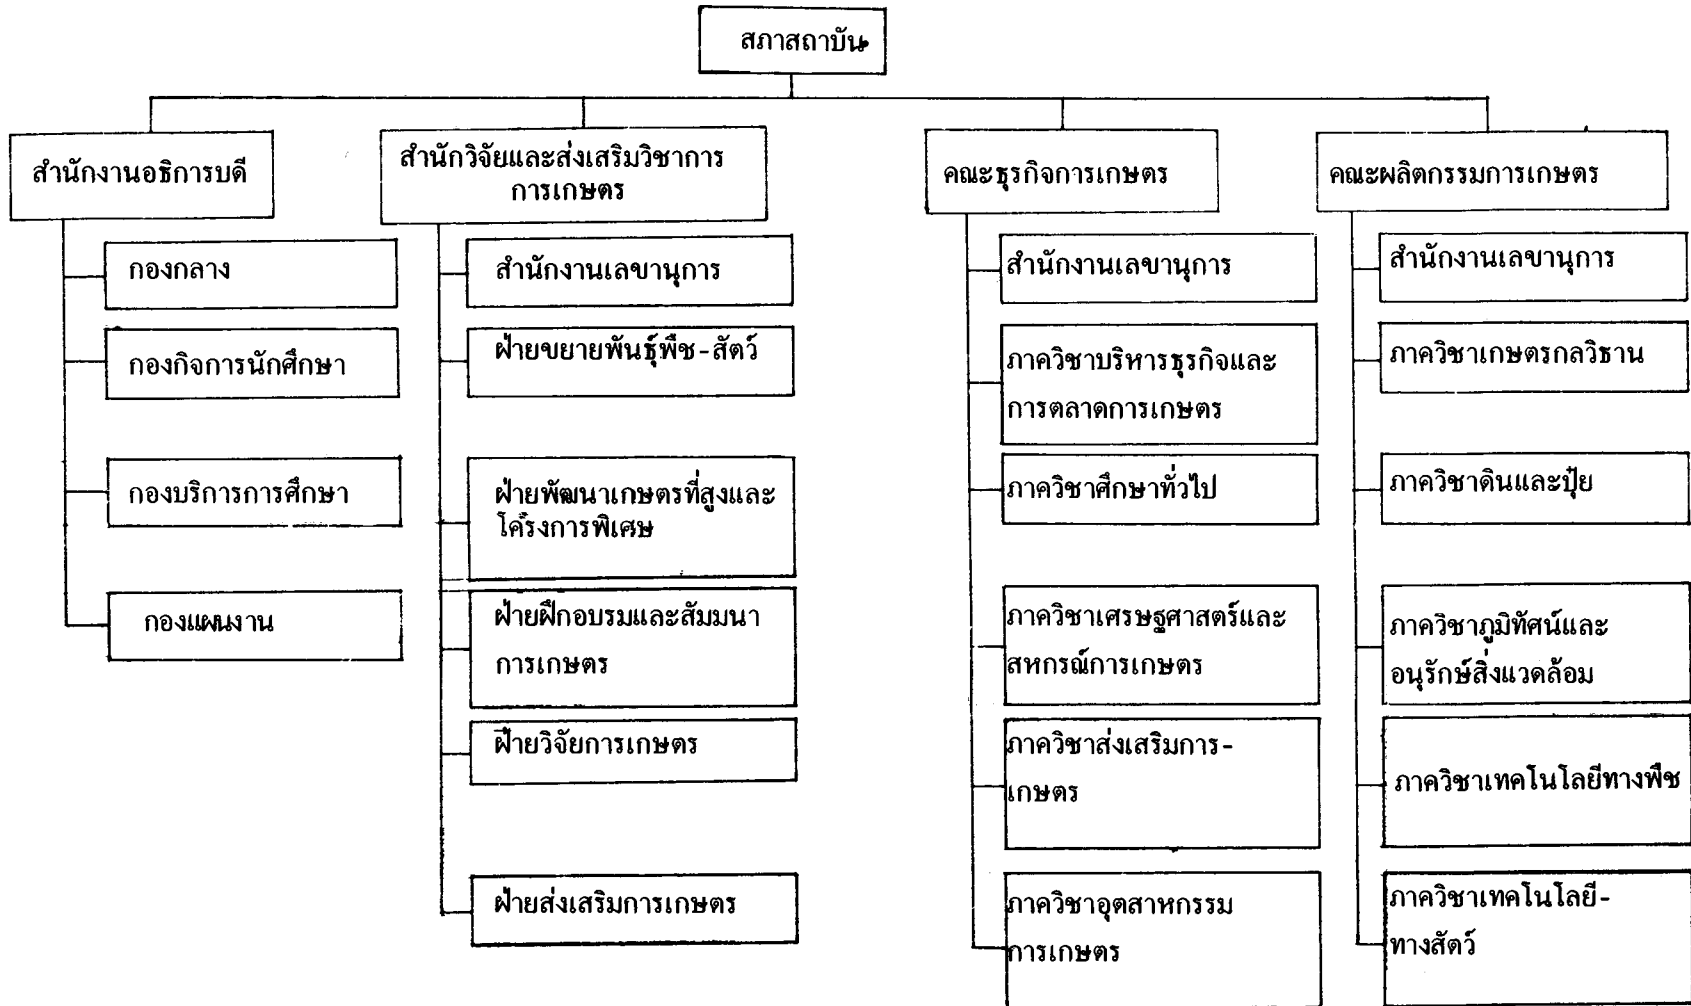 สภาสถาบัน
สำนักงานอธิการบดี
กองกลาง
กองกิจการนักศึกษา
กองบริการการศึกษา
กองแผนงาน
สำนักวิจัยและส่งเสริมวิชาการ
การเกษตร
สำนักงานเลขานุการ
ฝ่ายขยายพันธุ์พืช-สัตว์
ฝ่ายพัฒนาเกษตรที่สูงและ
โครงการพิเศษ
ฝ่ายฝึกอบรมและสัมมนา
การเกษตร
ฝ่ายวิจัยการเกษตร
ฝ่ายส่งเสริมการเกษตร
คณะธุรกิจการเกษตร
สำนักงานเลขานุการ
ภาควิชาบริหารธุรกิจและ
การตลาดการเกษตร
ภาควิชาศึกษาทั่วไป
ภาควิชาเศรษฐศาสตร์และ
สหกรณ์การเกษตร
ภาควิชาส่งเสริมการ-
เกษตร
ภาควิชาอุตสาหกรรม
การเกษตร
คณะผลิตกรรมการเกษตร
สำนักงานเลขานุการ
ภาควิชาเกษตรกลวิธาน
ภาควิชาดินและปุ๋ย
ภาควิชาภูมิทัศน์และ
อนุรักษ์สิ่งแวดล้อม
ภาควิชาเทคโนโลยีทางพืช
ภาควิชาเทคโนโลยี-
ทางสัตว์